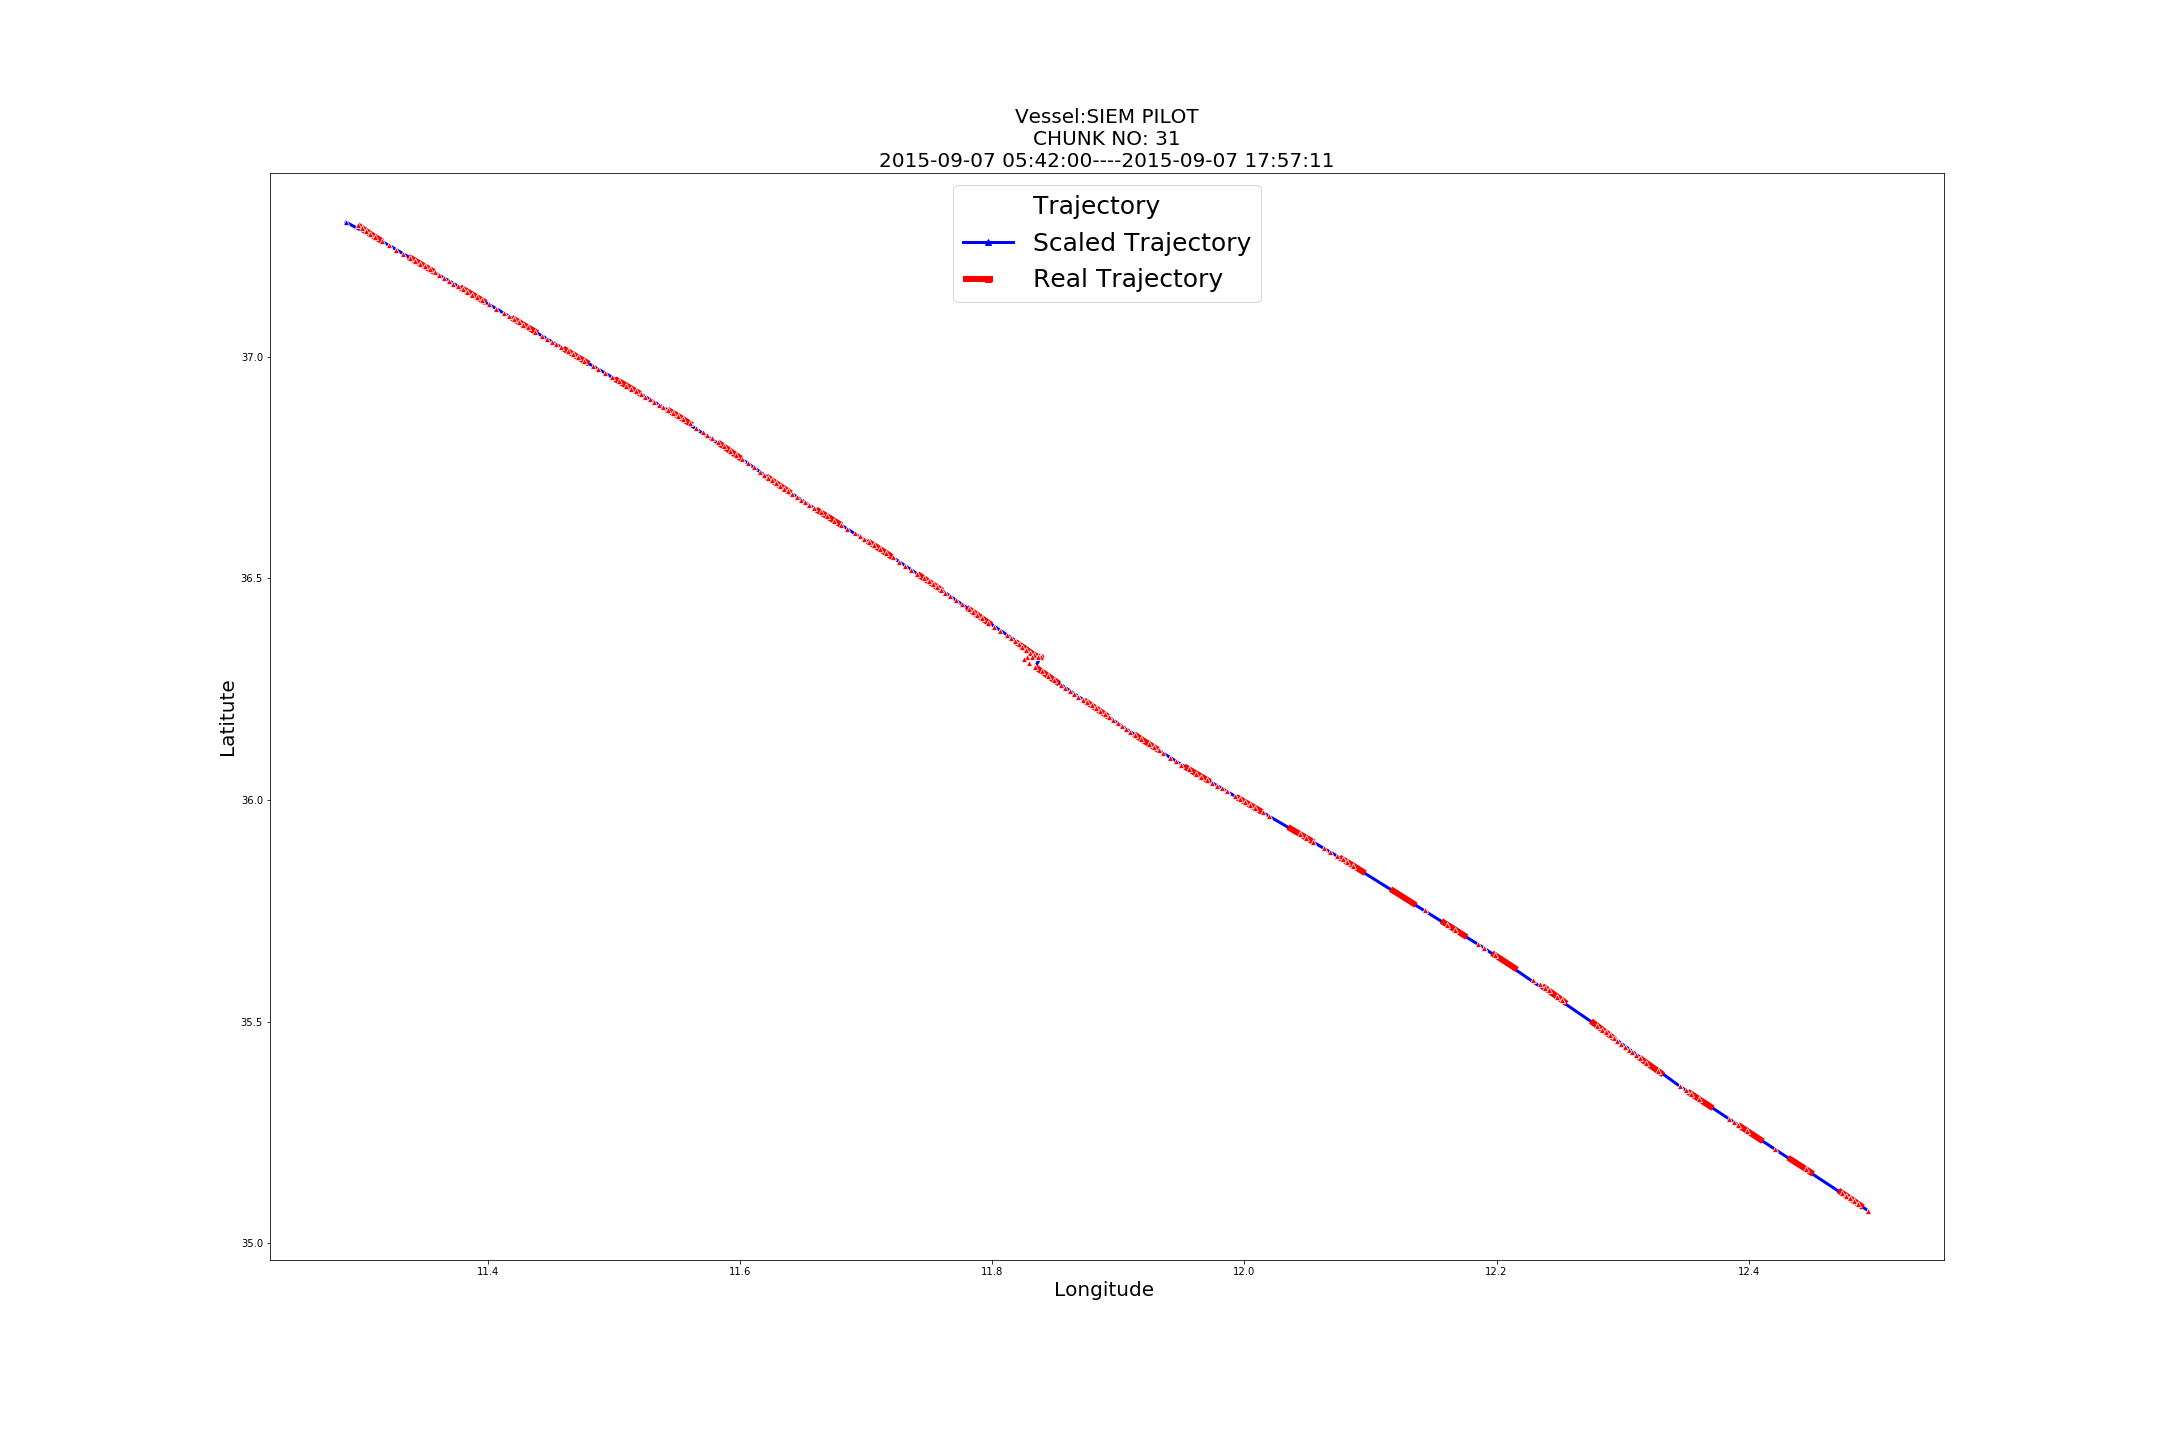 Vessel:SIEM PILOT
CHUNK NO: 31
2015-09-07 05:42:00----2015-09-07 17:57:11
Trajectory
Scaled Trajectory
Real Trajectory
37.0
36.5
36.0
35.5
35.0
Latitute
11.4 11.6 11.8 12.0 12.2 12.4
Longitude